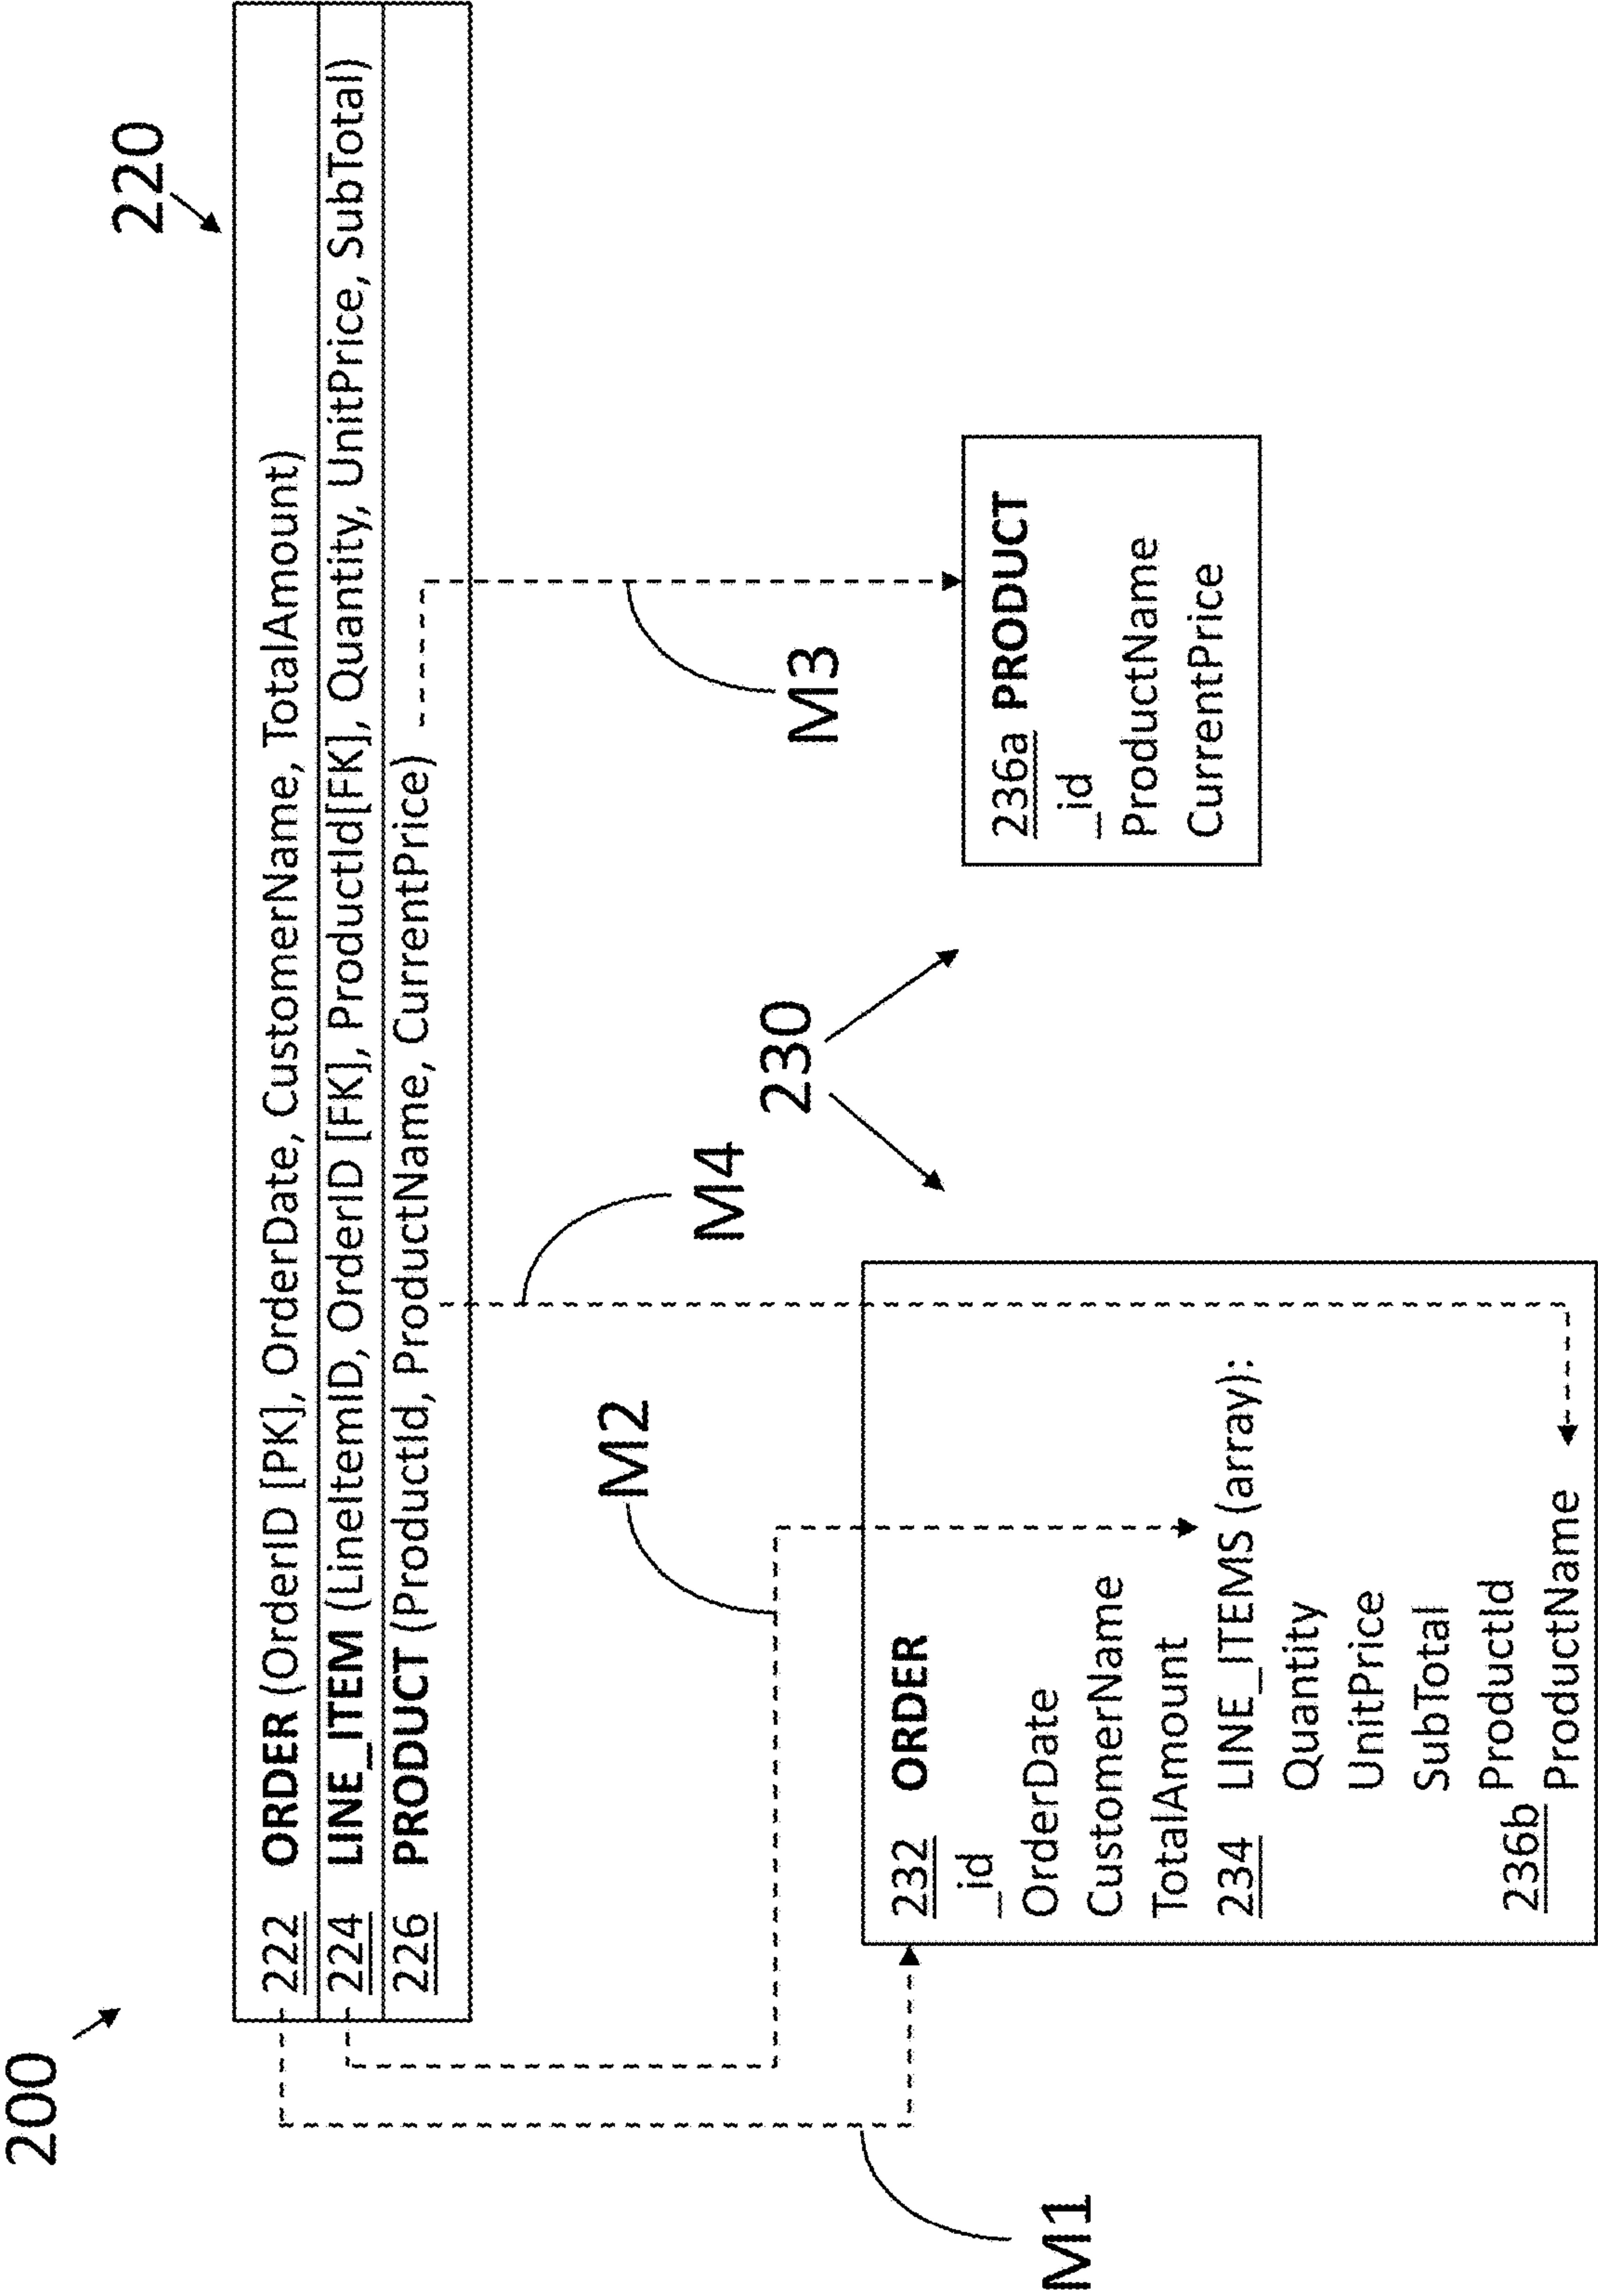 200
220
222 ORDER (OrderID [PK], OrderDate, CustomerName, TotalAmount)
224 LINE_ITEM (LineItemID, OrderID [FK], ProductId[FK], Quantity, UnitPrice, SubTotal)
226 PRODUCT (ProductId, ProductName, CurrentPrice)
M2
M4
230
M3
M1
232 ORDER
_id
OrderDate
CustomerName
TotalAmount
234 LINE_ITEMS (array):
Quantity
UnitPrice
SubTotal
ProductId
236b ProductName
236a PRODUCT
_id
ProductName
CurrentPrice